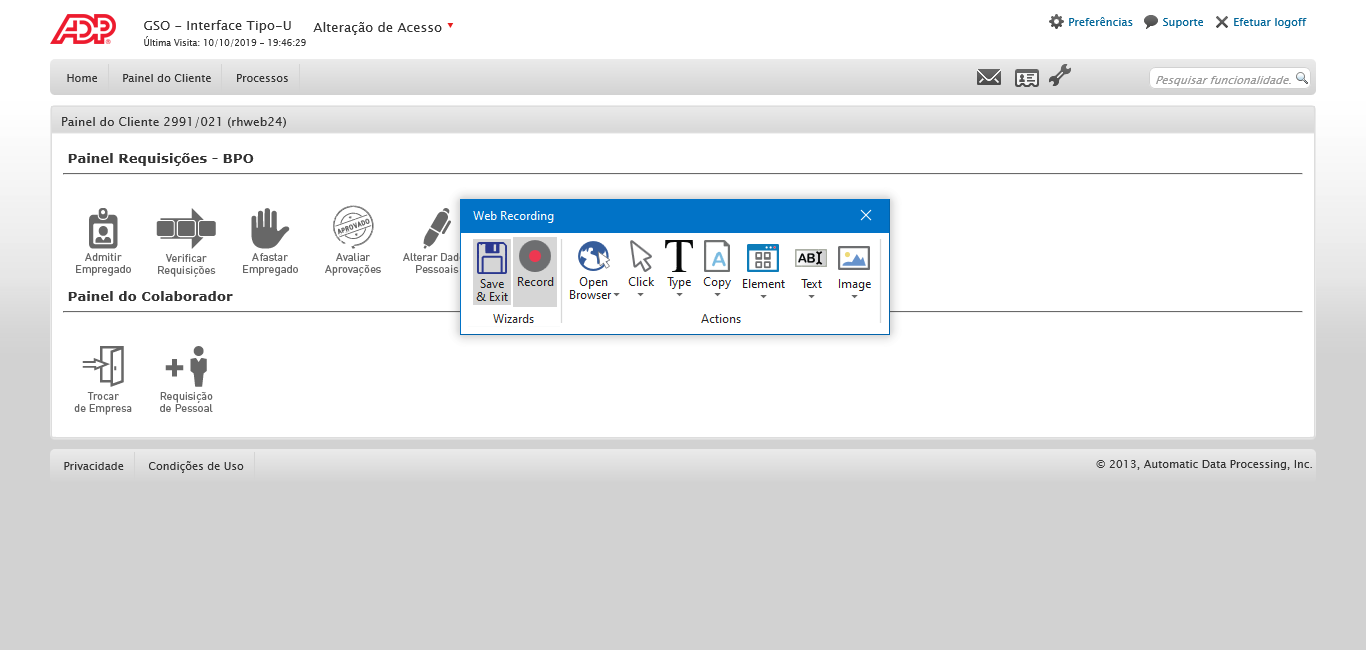 ADP
GSO - Interface Tipo-U
Alteração de Acesso
Última Visita: 10/10/2019 - 19:46:29
Preferências
Suporte
Efetuar logoff
Home
Painel do Cliente
Processos
Pesquisar funcionalidade.
Painel do Cliente 2991/021 (rhweb24)
Painel Requisições - BPO
Admitir
Empregado
Verificar
Requisições
Afastar
Empregado
APROVADO
Avaliar
Aprovações
Alterar Dad
Pessoais
Web Recording
Save
& Exit
Record
Wizards
Open
Browser
Click
T
Type
A
Copy
Element
AB
Text
Image
Actions
Painel do Colaborador
Trocar
de Empresa
Requisição
de Pessoal
Privacidade
Condições de Uso
© 2013, Automatic Data Processing, Inc.